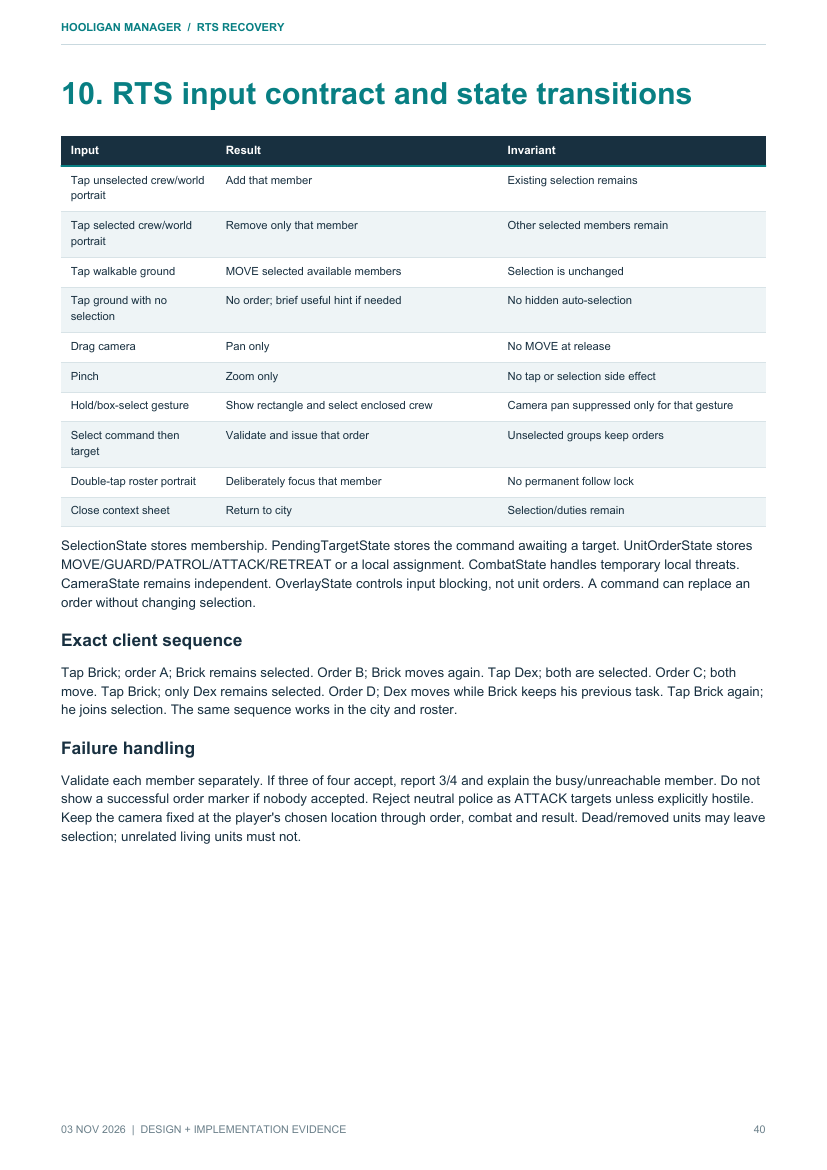 HOOLIGAN MANAGER / RTS RECOVERY
10. RTS input contract and state transitions
Input Result Invariant
Tap unselected crew/world portrait Add that member Existing selection remains
Tap selected crew/world portrait Remove only that member Other selected members remain
Tap walkable ground MOVE selected available members Selection is unchanged
Tap ground with no selection No order; brief useful hint if needed No hidden auto-selection
Drag camera Pan only No MOVE at release
Pinch Zoom only No tap or selection side effect
Hold/box-select gesture Show rectangle and select enclosed crew Camera pan suppressed only for that gesture
Select command then target Validate and issue that order Unselected groups keep orders
Double-tap roster portrait Deliberately focus that member No permanent follow lock
Close context sheet Return to city Selection/duties remain
SelectionState stores membership. PendingTargetState stores the command awaiting a target. UnitOrderState stores
MOVE/GUARD/PATROL/ATTACK/RETREAT or a local assignment. CombatState handles temporary local threats.
CameraState remains independent. OverlayState controls input blocking, not unit orders. A command can replace an
order without changing selection.
Exact client sequence
Tap Brick; order A; Brick remains selected. Order B; Brick moves again. Tap Dex; both are selected. Order C; both
move. Tap Brick; only Dex remains selected. Order D; Dex moves while Brick keeps his previous task. Tap Brick again;
he joins selection. The same sequence works in the city and roster.
Failure handling
Validate each member separately. If three of four accept, report 3/4 and explain the busy/unreachable member. Do not
show a successful order marker if nobody accepted. Reject neutral police as ATTACK targets unless explicitly hostile.
Keep the camera fixed at the player's chosen location through order, combat and result. Dead/removed units may leave
selection; unrelated living units must not.
03 NOV 2026 | DESIGN + IMPLEMENTATION EVIDENCE 40